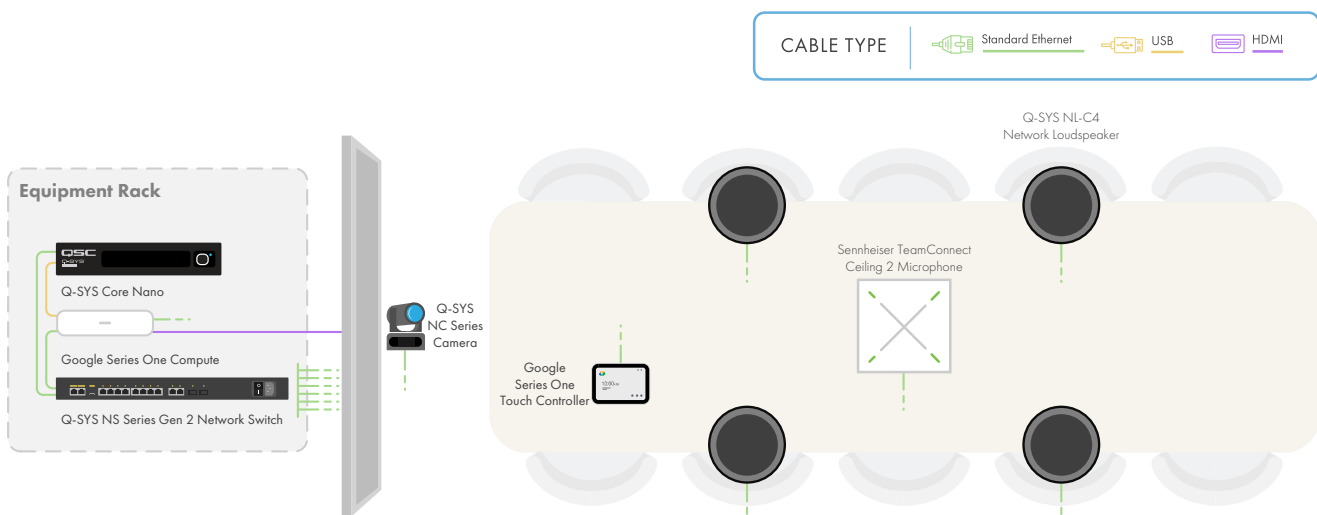 CABLE TYPE
Standard Ethernet
USB
HDMI
Q-SYS NL-C4
Network Loudspeaker
Equipment Rack
QSC
Q-SYS
Q-SYS Core Nano
Google Series One Compute
Q-SYS NS Series Gen 2 Network Switch
Q-SYS
NC Series
Camera
Sennheiser TeamConnect
Ceiling 2 Microphone
Google
Series One
Touch Controller